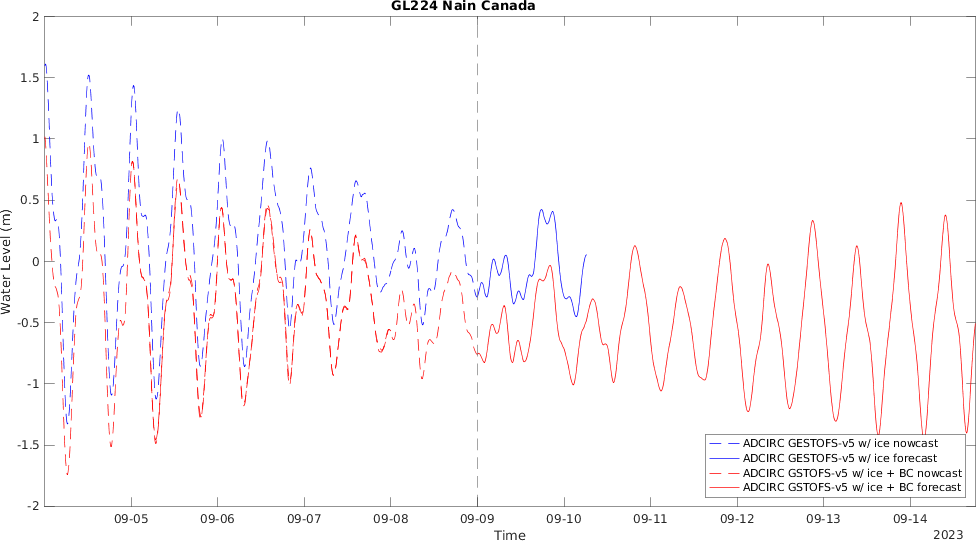 GL224 Nain Canada
2
1.5
1
0.5
0
-0.5
-1
-1.5
-2
Water Level (m)
ADCIRC GESTOFS-v5 w/ ice nowcast
ADCIRC GESTOFS-v5 w/ ice forecast
ADCIRC GSTOFS-v5 w/ ice + BC nowcast
ADCIRC GSTOFS-v5 w/ ice + BC forecast
09-05 09-06 09-07 09-08 09-09 09-10 09-11 09-12 09-13 09-14
Time
2023